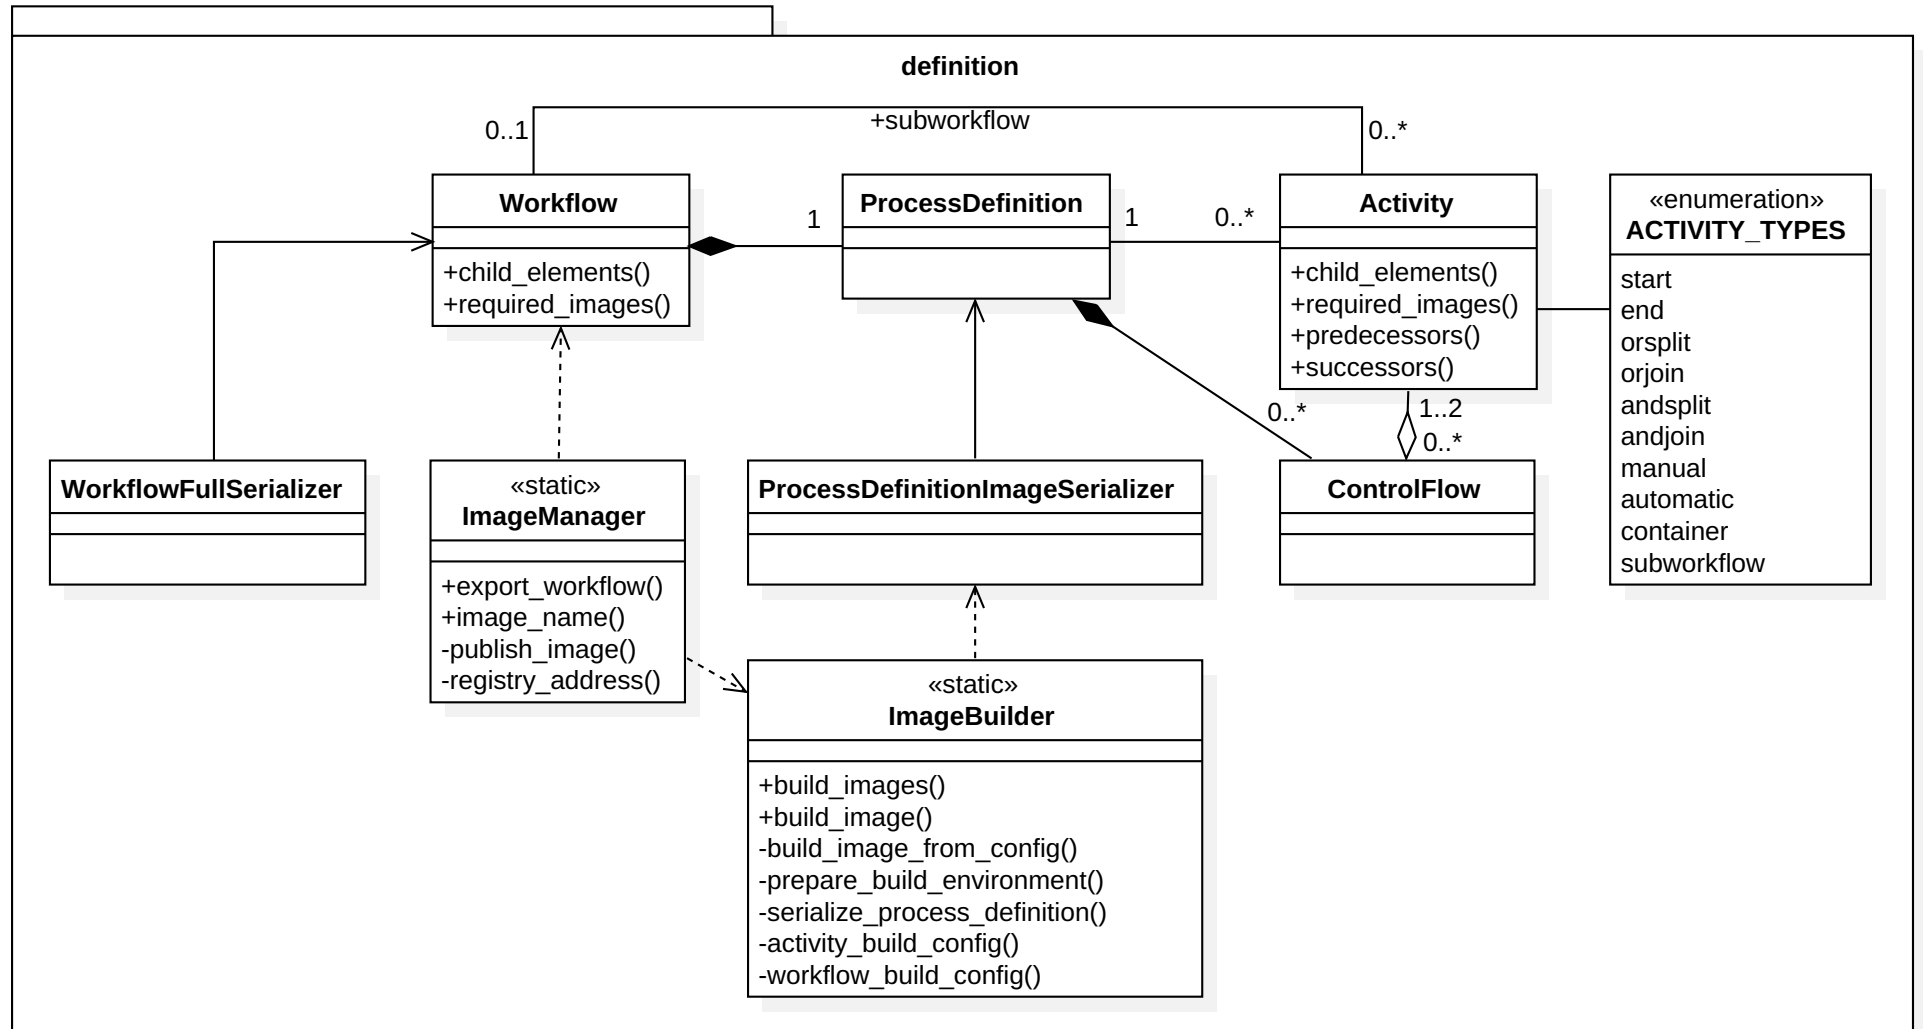 definition
0..1
+subworkflow
0..*
Workflow
+child_elements()
+required_images()
1
ProcessDefinition
1
0..*
Activity
+child_elements()
+required_images()
+predecessors()
+successors()
«enumeration»
ACTIVITY_TYPES
start
end
orsplit
orjoin
andsplit
andjoin
manual
automatic
container
subworkflow
0..*
1..2
0..*
WorkflowFullSerializer
«static»
ImageManager
+export_workflow()
+image_name()
-publish_image()
-registry_address()
ProcessDefinitionImageSerializer
ControlFlow
«static»
ImageBuilder
+build_images()
+build_image()
-build_image_from_config()
-prepare_build_environment()
-serialize_process_definition()
-activity_build_config()
-workflow_build_config()